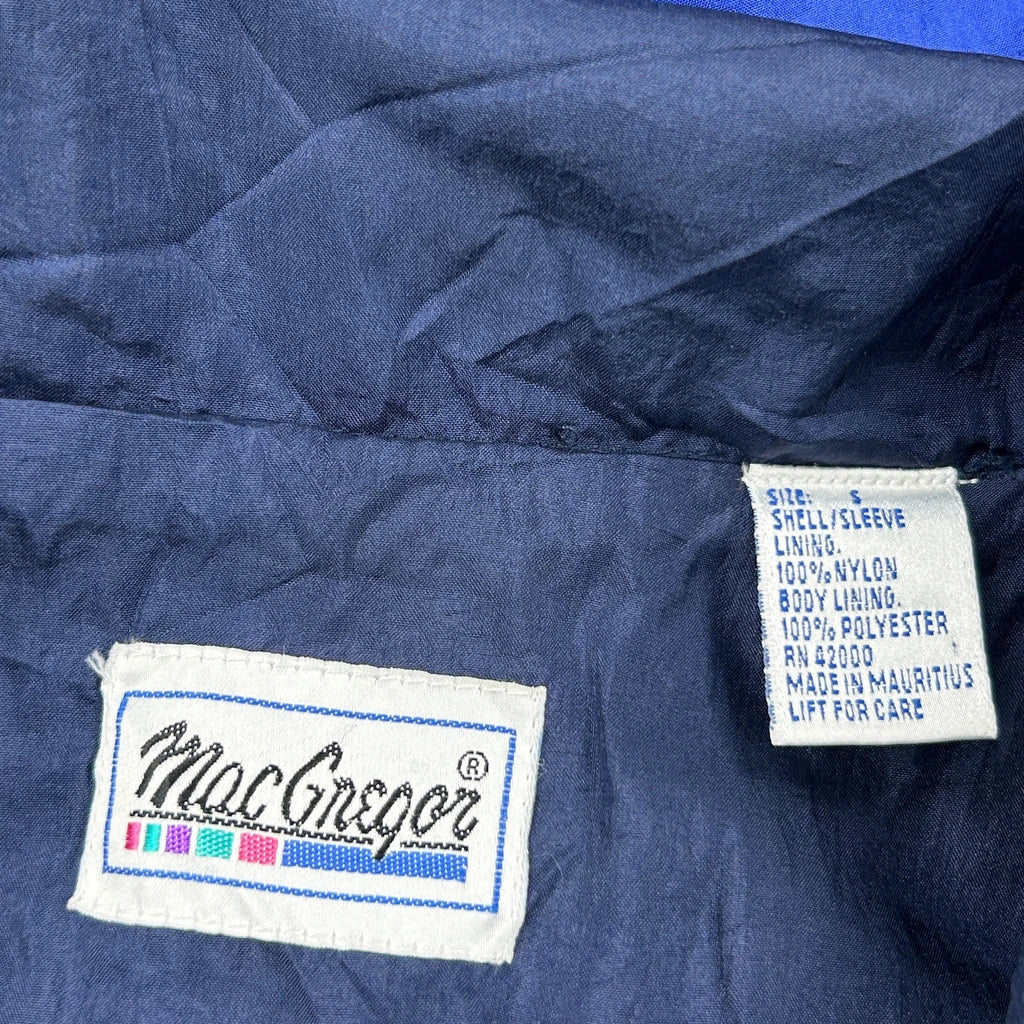 SIZE: S
SHELL/SLEEVE
LINING.
100% NYLON
BODY LINING.
100% POLYESTER
RN 42000
MADE IN MAURITIUS
LIFT FOR CARE
MacGregor®